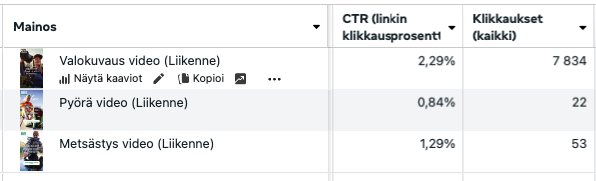 Mainos
CTR (linkin
klikkausprosentt
Klikkaukset
(kaikki)
Valokuvaus video (Liikenne)
2,29%
7 834
Näytä kaaviot
Kopioi
Pyörä video (Liikenne)
0,84%
22
Metsästys video (Liikenne)
1,29%
53